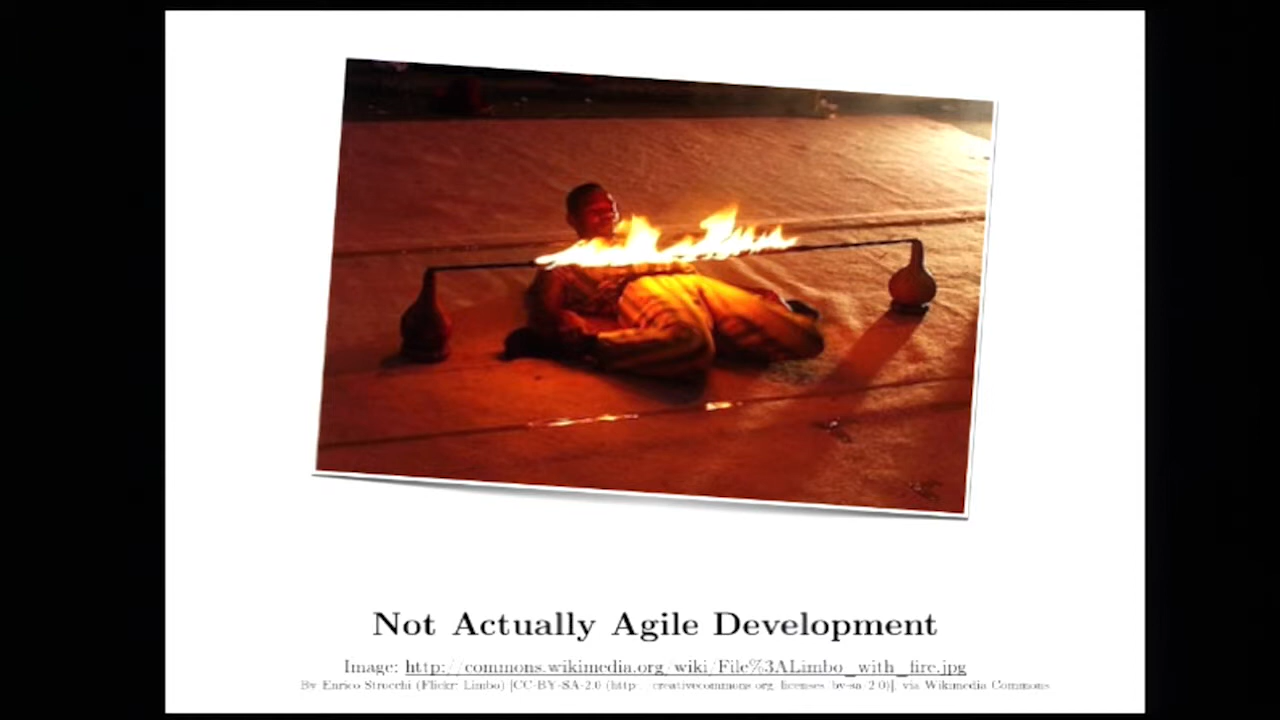 Not Actually Agile Development
Image: http://commons.wikimedia.org/wiki/File%3ALimbo_with_fire.jpg
By Enrico Strocchi (Flickr: Limbo) [CC-BY-SA-2.0 (http://creativecommons.org/licenses/by-sa/2.0)], via Wikimedia Commons